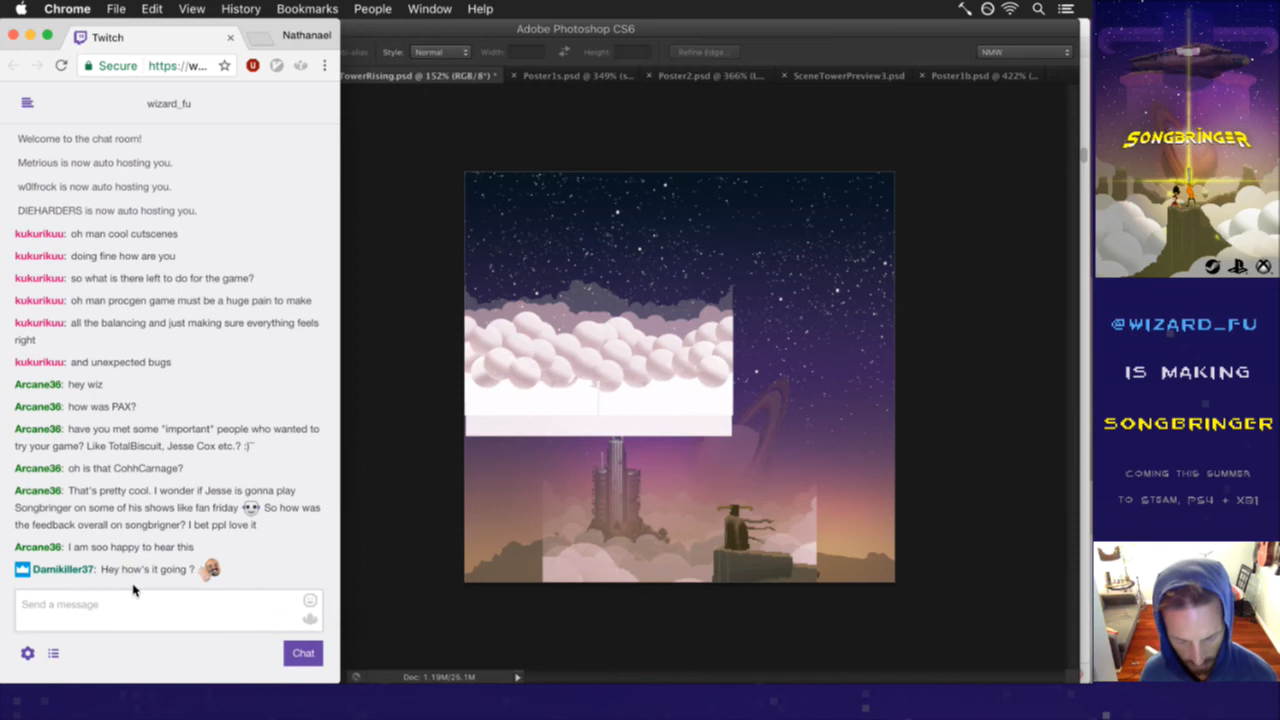 Chrome File Edit View History Bookmarks People Window Help
Twitch
Nathanael
Secure https://w...
wizard_fu
Welcome to the chat room!
Metrious is now auto hosting you.
w0lfrock is now auto hosting you.
DIEHARDERS is now auto hosting you.
kukurikuu: oh man cool cutscenes
kukurikuu: doing fine how are you
kukurikuu: so what is there left to do for the game?
kukurikuu: oh man procgen game must be a huge pain to make
kukurikuu: all the balancing and just making sure everything feels
right
kukurikuu: and unexpected bugs
Arcane36: hey wiz
Arcane36: how was PAX?
Arcane36: have you met some "important" people who wanted to
try your game? Like TotalBiscuit, Jesse Cox etc.? :)¯
Arcane36: oh is that CohhCarnage?
Arcane36: That's pretty cool. I wonder if Jesse is gonna play
Songbringer on some of his shows like fan friday So how was
the feedback overall on songbrigner? I bet ppl love it
Arcane36: I am soo happy to hear this
Damikiller37: Hey how's it going ?
Send a message
Chat
Adobe Photoshop CS6
Style: Normal Width: Height: Refine Edge... NMW
TowerRising.psd @ 152% (RGB/8*) * Poster1s.psd @ 349% (s... Poster2.psd @ 366% (L... SceneTowerPreview3.psd Poster1b.psd @ 422% (...
Doc: 1.19M/25.1M
SONGBRINGER
@WIZARD_FU
IS MAKING
SONGBRINGER
COMING THIS SUMMER
TO STEAM, PS4 + XB1